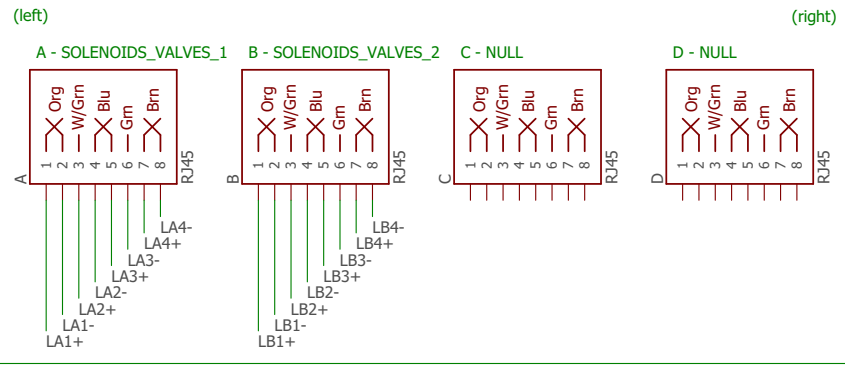 (left)
(right)
A - SOLENOIDS_VALVES_1
B - SOLENOIDS_VALVES_2
C - NULL
D - NULL
Org
W/Grn
Blu
Grn
Brn
1 2 3 4 5 6 7 8
A
RJ45
Org
W/Grn
Blu
Grn
Brn
1 2 3 4 5 6 7 8
B
RJ45
Org
W/Grn
Blu
Grn
Brn
1 2 3 4 5 6 7 8
C
RJ45
Org
W/Grn
Blu
Grn
Brn
1 2 3 4 5 6 7 8
D
RJ45
LA4-
LA4+
LA3-
LA3+
LA2-
LA2+
LA1-
LA1+
LB4-
LB4+
LB3-
LB3+
LB2-
LB2+
LB1-
LB1+